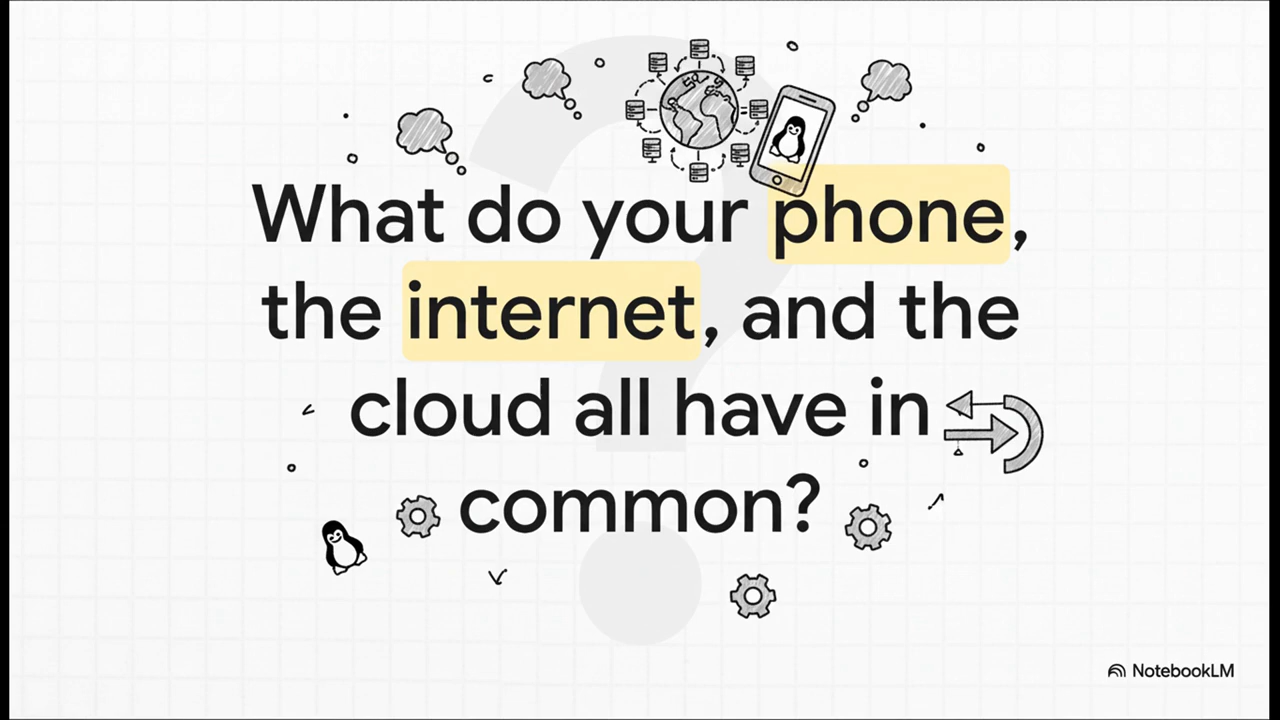 What do your phone,
the internet, and the
cloud all have in
common?
NotebookLM